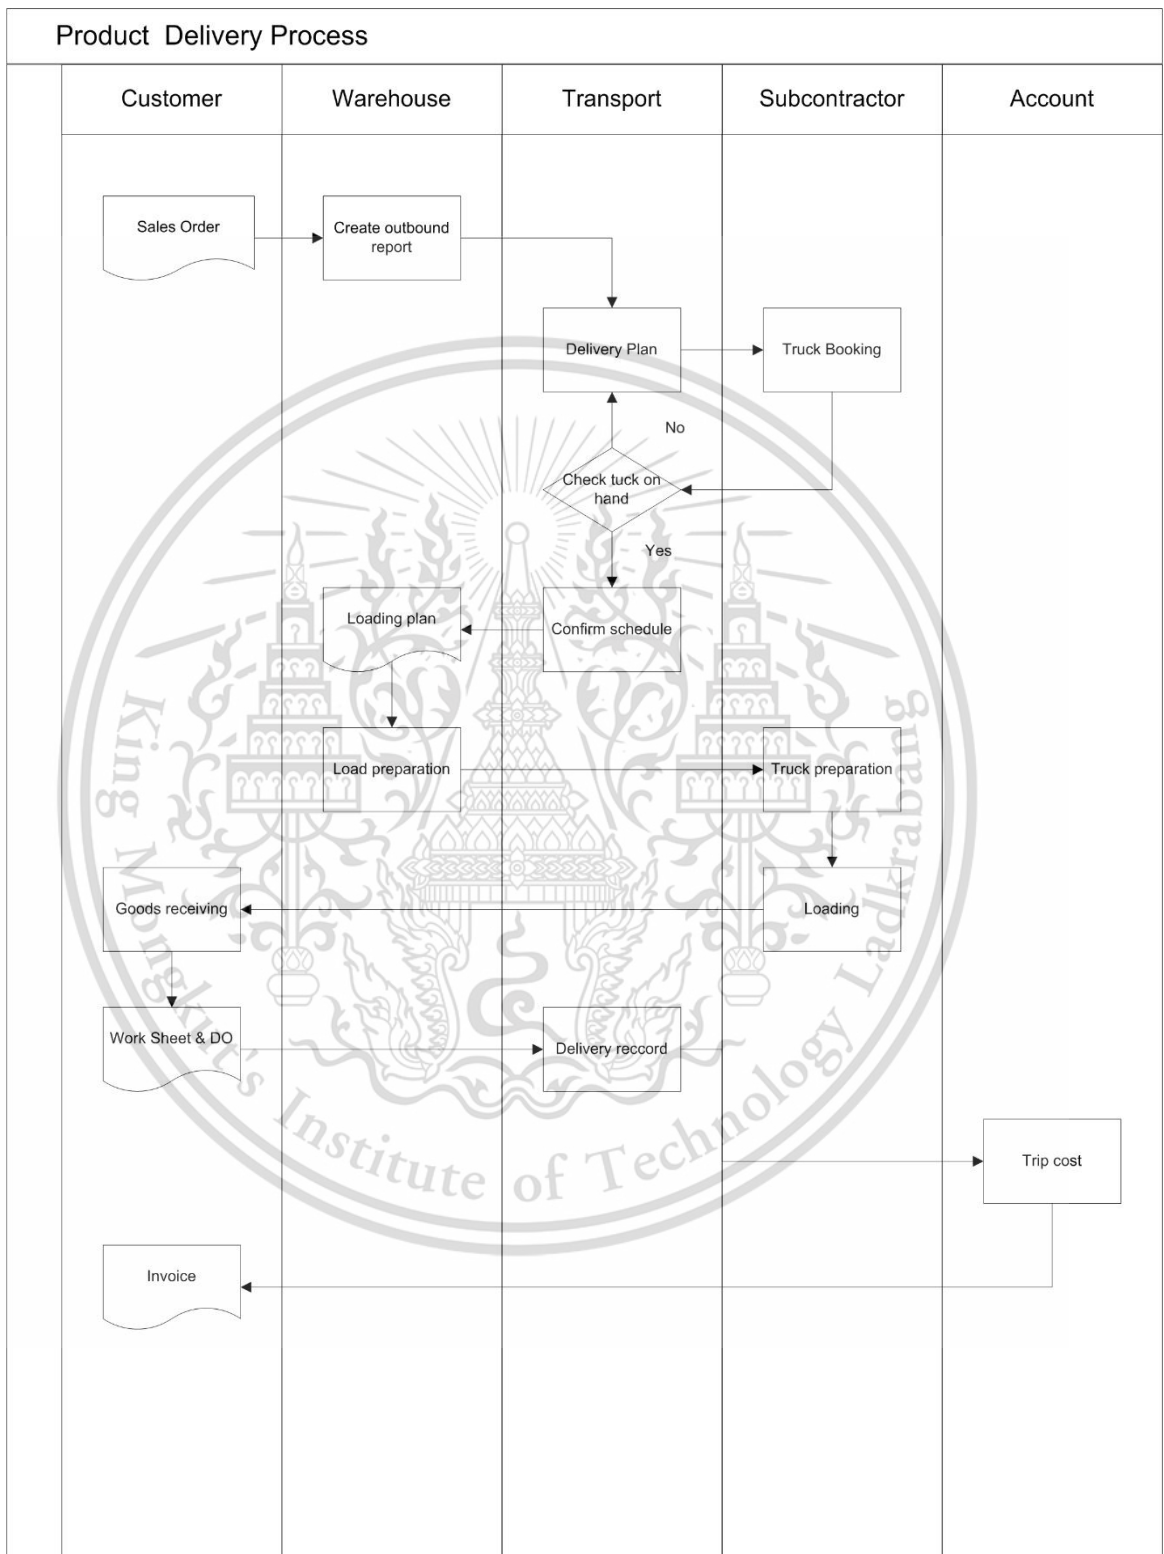 Product Delivery Process
Customer
Warehouse
Transport
Subcontractor
Account
Sales Order
Create outbound
report
Delivery Plan
Truck Booking
No
Check tuck on
hand
Yes
Loading plan
Confirm schedule
Load preparation
Truck preparation
Goods receiving
Loading
Work Sheet & DO
Delivery reccord
Trip cost
Invoice
King Mongkut's Institute of Technology Ladkrabang